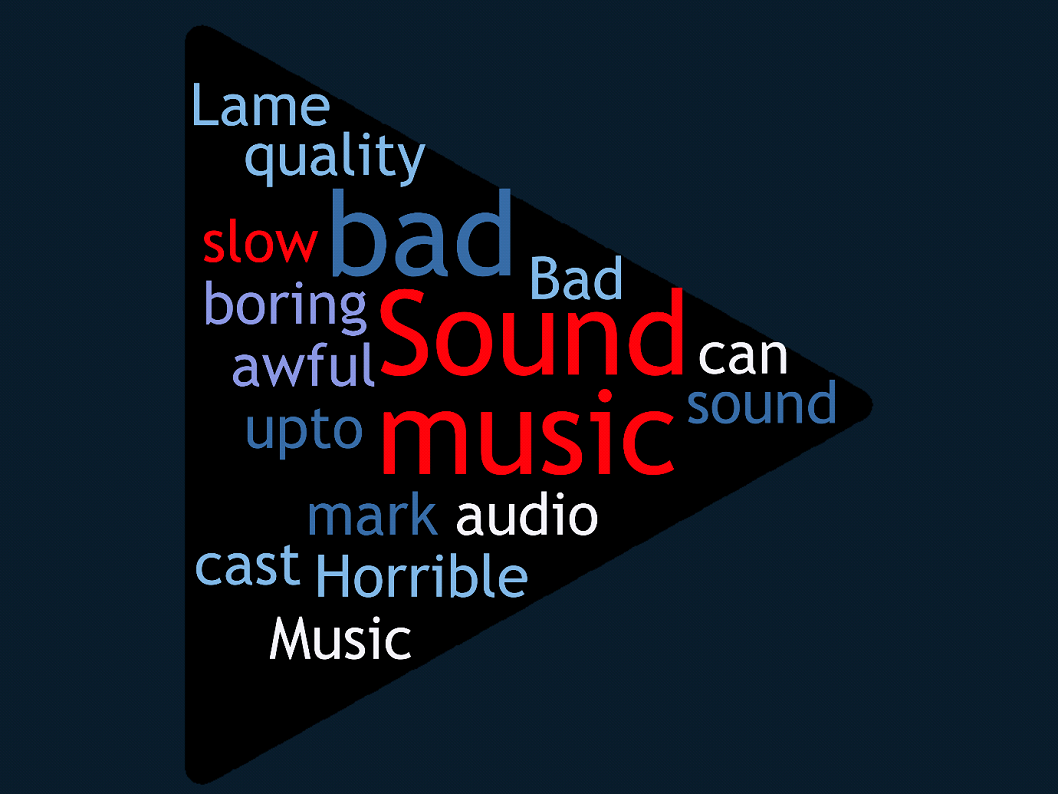 Lame
quality
bad
slow
Bad
boring
Sound
can
awful
sound
upto
music
mark audio
cast Horrible
Music